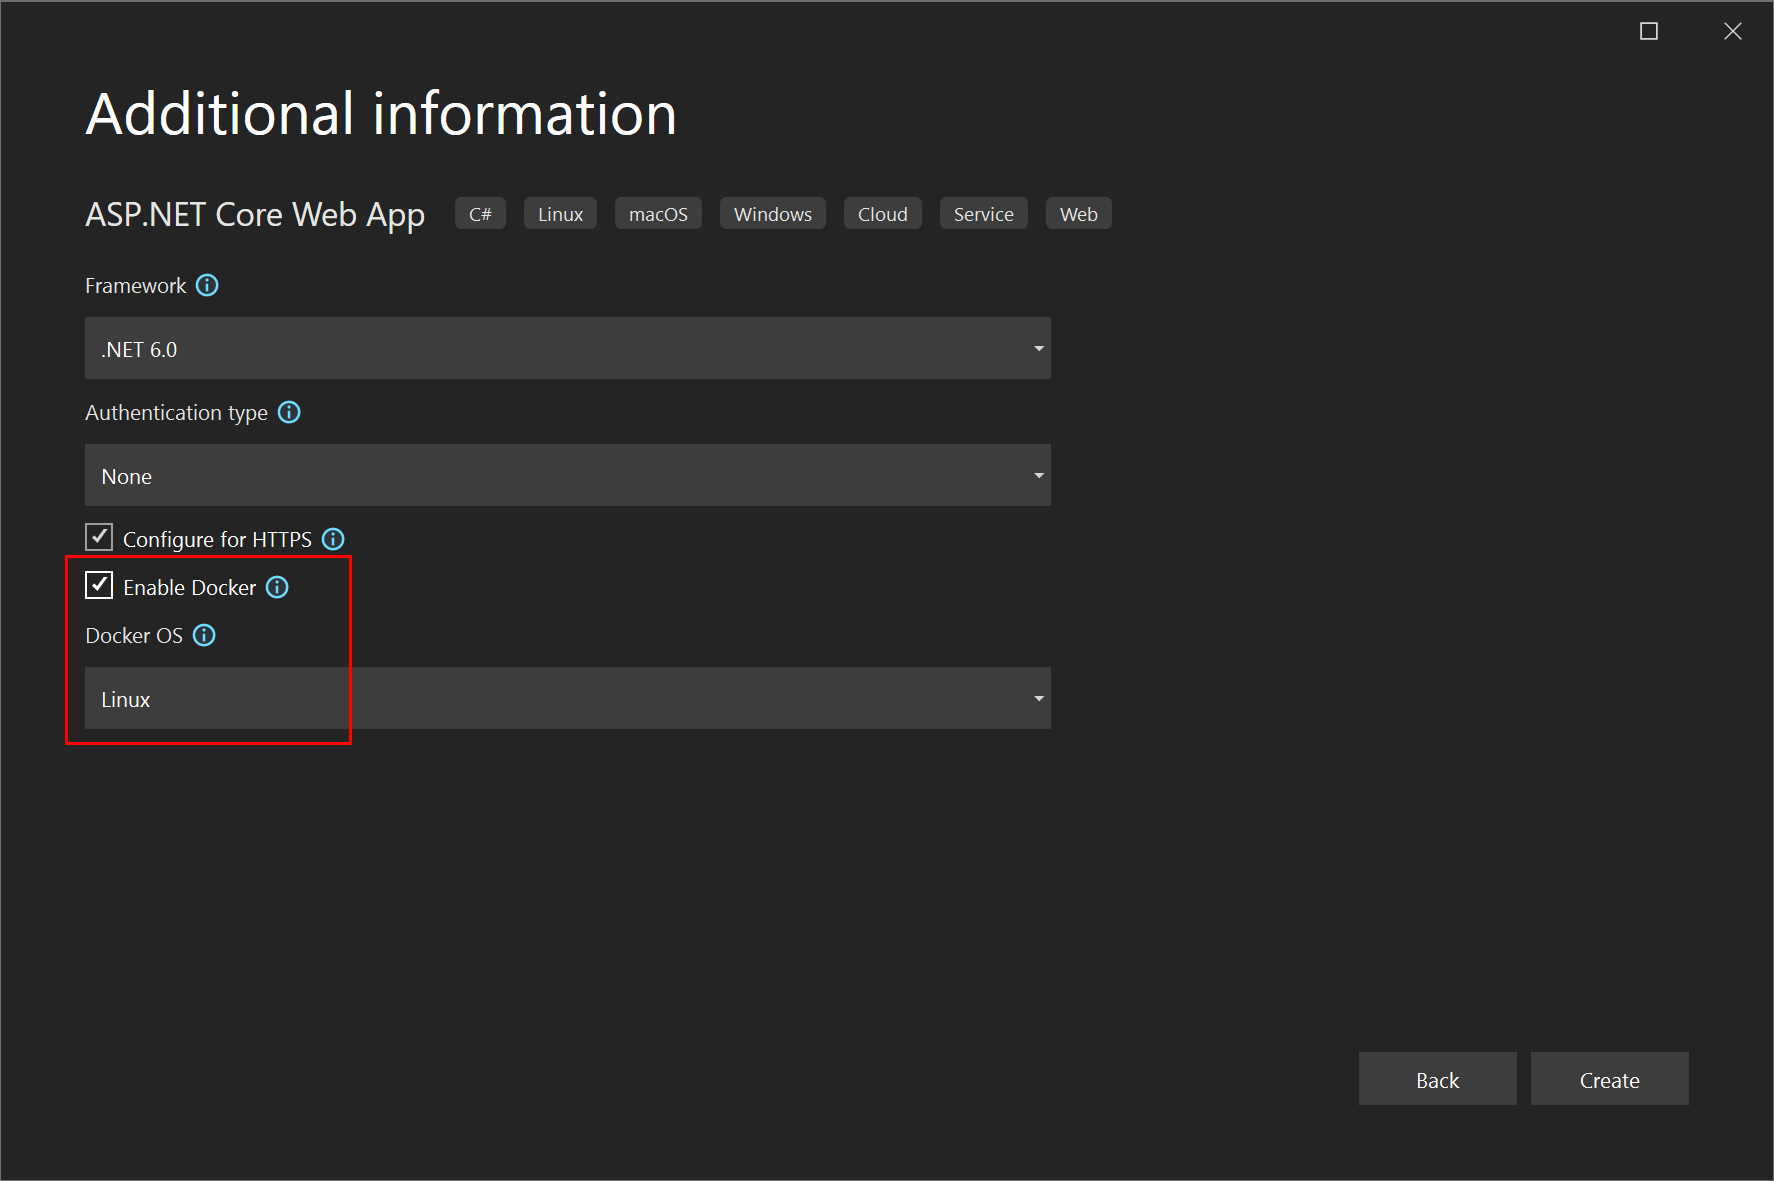 Additional information
ASP.NET Core Web App C# Linux macOS Windows Cloud Service Web
Framework
.NET 6.0
Authentication type
None
Configure for HTTPS
Enable Docker
Docker OS
Linux
Back Create